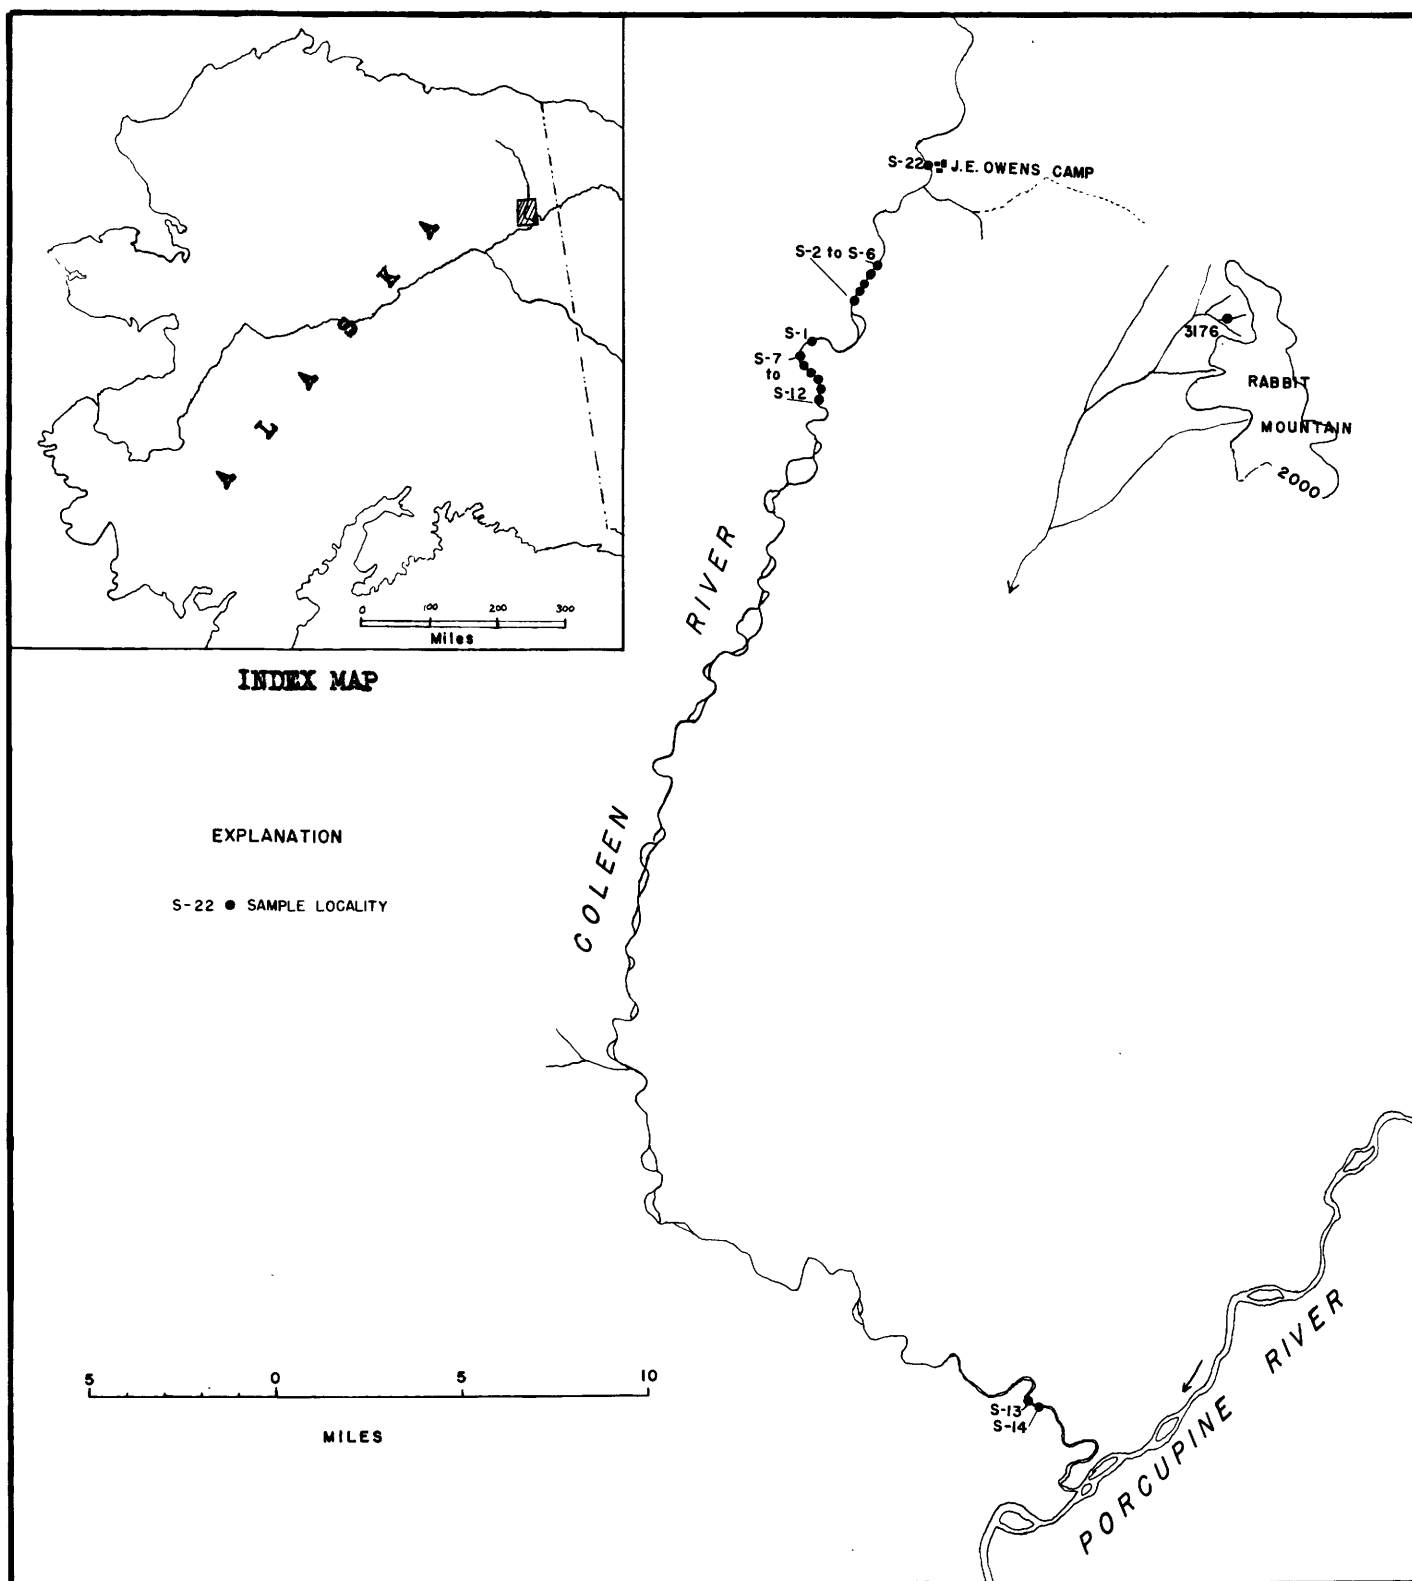 A L A S K A
0 100 200 300
Miles
INDEX MAP
EXPLANATION
S-22 ● SAMPLE LOCALITY
S-22
J.E. OWENS CAMP
S-2 to S-6
S-1
S-7
to
S-12
3176
RABBIT
MOUNTAIN
2000
COLEEN RIVER
5 0 5 10
MILES
S-13
S-14
PORCUPINE RIVER